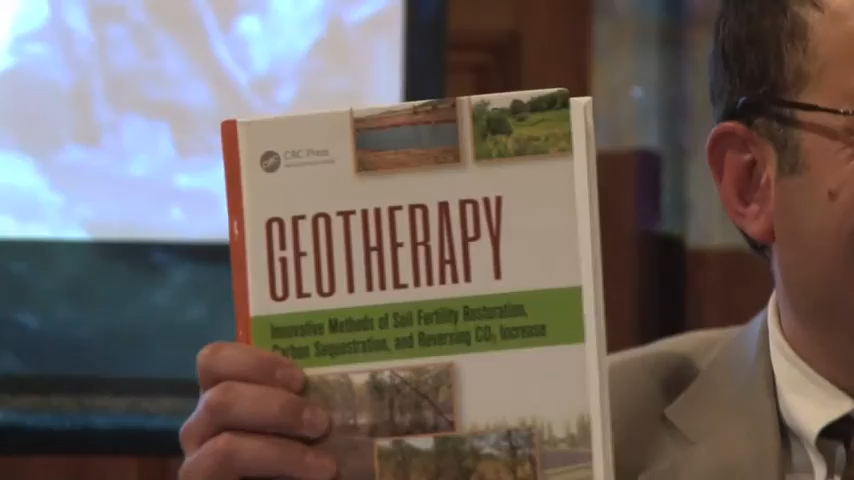 CRC Press
GEOTHERAPY
Innovative Methods of Soil Fertility Restoration,
Carbon Sequestration, and Reversing CO₂ Increase